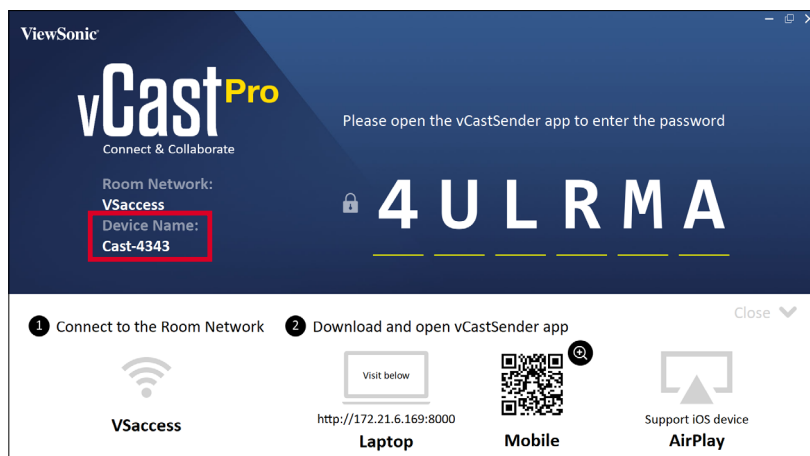 ViewSonic
vCastPro
Connect & Collaborate
Room Network:
VSaccess
Device Name:
Cast-4343
Please open the vCastSender app to enter the password
4ULRMA
Close
1 Connect to the Room Network
VSaccess
2 Download and open vCastSender app
Visit below
http://172.21.6.169:8000
Laptop
Mobile
Support iOS device
AirPlay